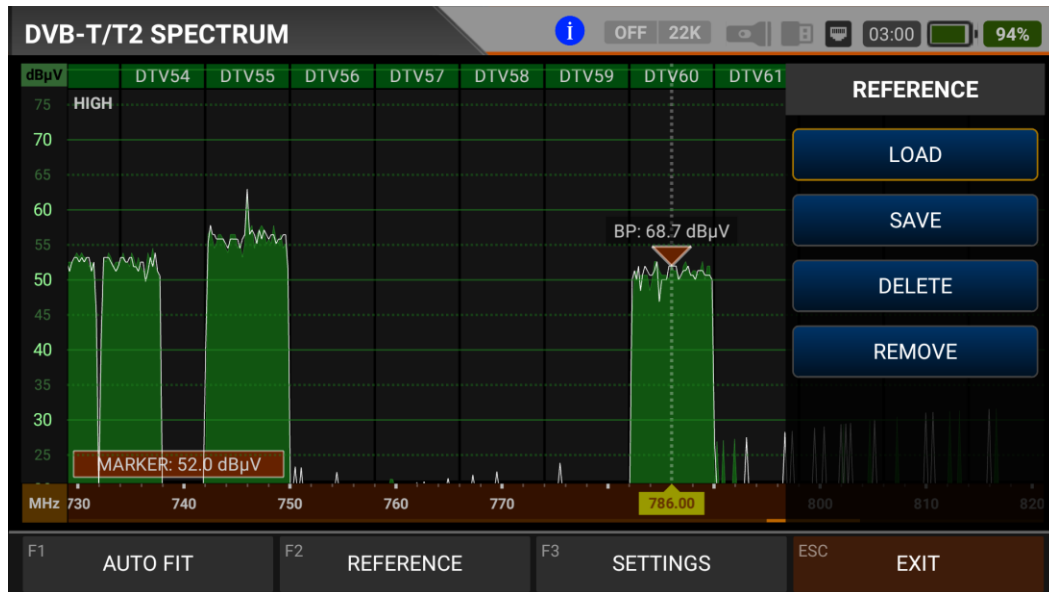 DVB-T/T2 SPECTRUM
i
OFF 22K
03:00
94%
dBµV DTV54 DTV55 DTV56 DTV57 DTV58 DTV59 DTV60 DTV61
REFERENCE
75 HIGH
70
LOAD
65
60
SAVE
BP: 68.7 dBµV
55
50
DELETE
45
40
REMOVE
35
30
25
MARKER: 52.0 dBµV
MHz 730 740 750 760 770 786.00 800 810 820
F1 AUTO FIT
F2 REFERENCE
F3 SETTINGS
ESC EXIT